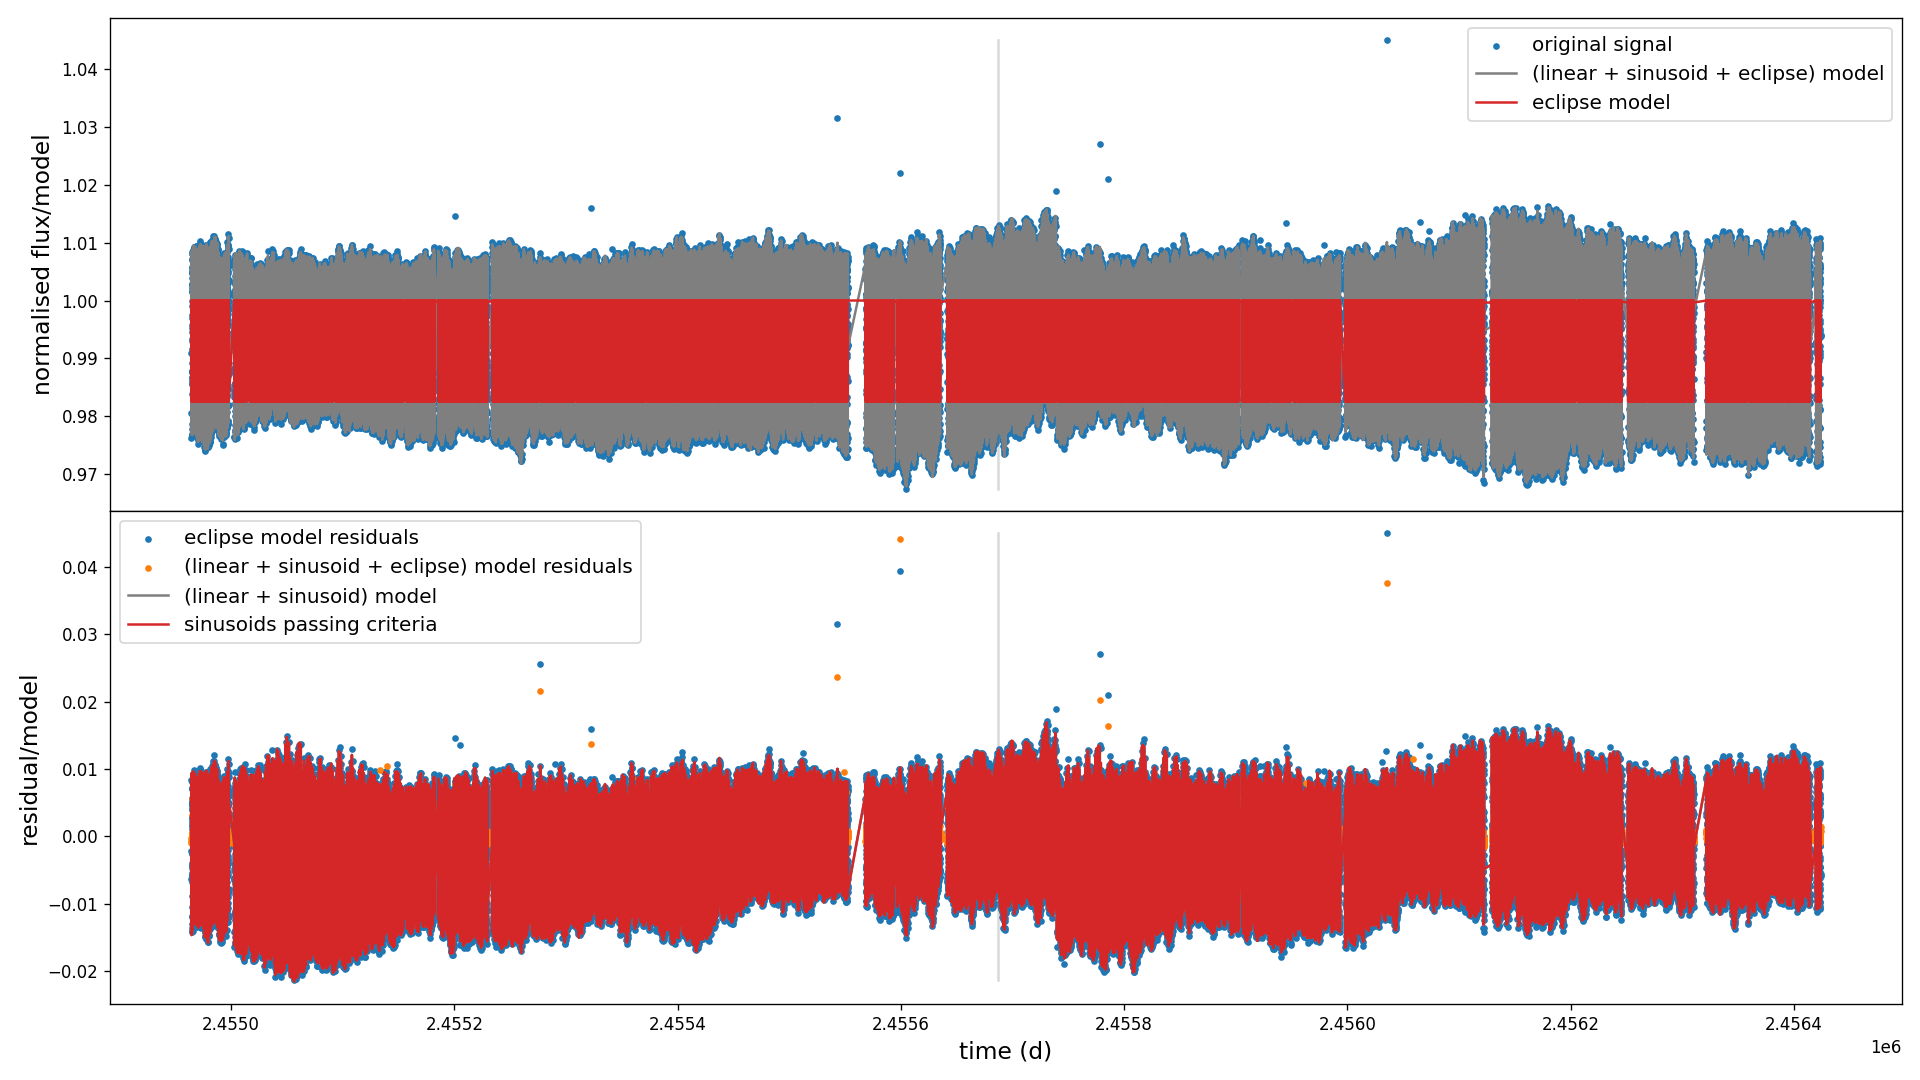 normalised flux/model
1.04
1.03
1.02
1.01
1.00
0.99
0.98
0.97
original signal
(linear + sinusoid + eclipse) model
eclipse model
residual/model
0.04
0.03
0.02
0.01
0.00
−0.01
−0.02
eclipse model residuals
(linear + sinusoid + eclipse) model residuals
(linear + sinusoid) model
sinusoids passing criteria
2.4550 2.4552 2.4554 2.4556 2.4558 2.4560 2.4562 2.4564
1e6
time (d)